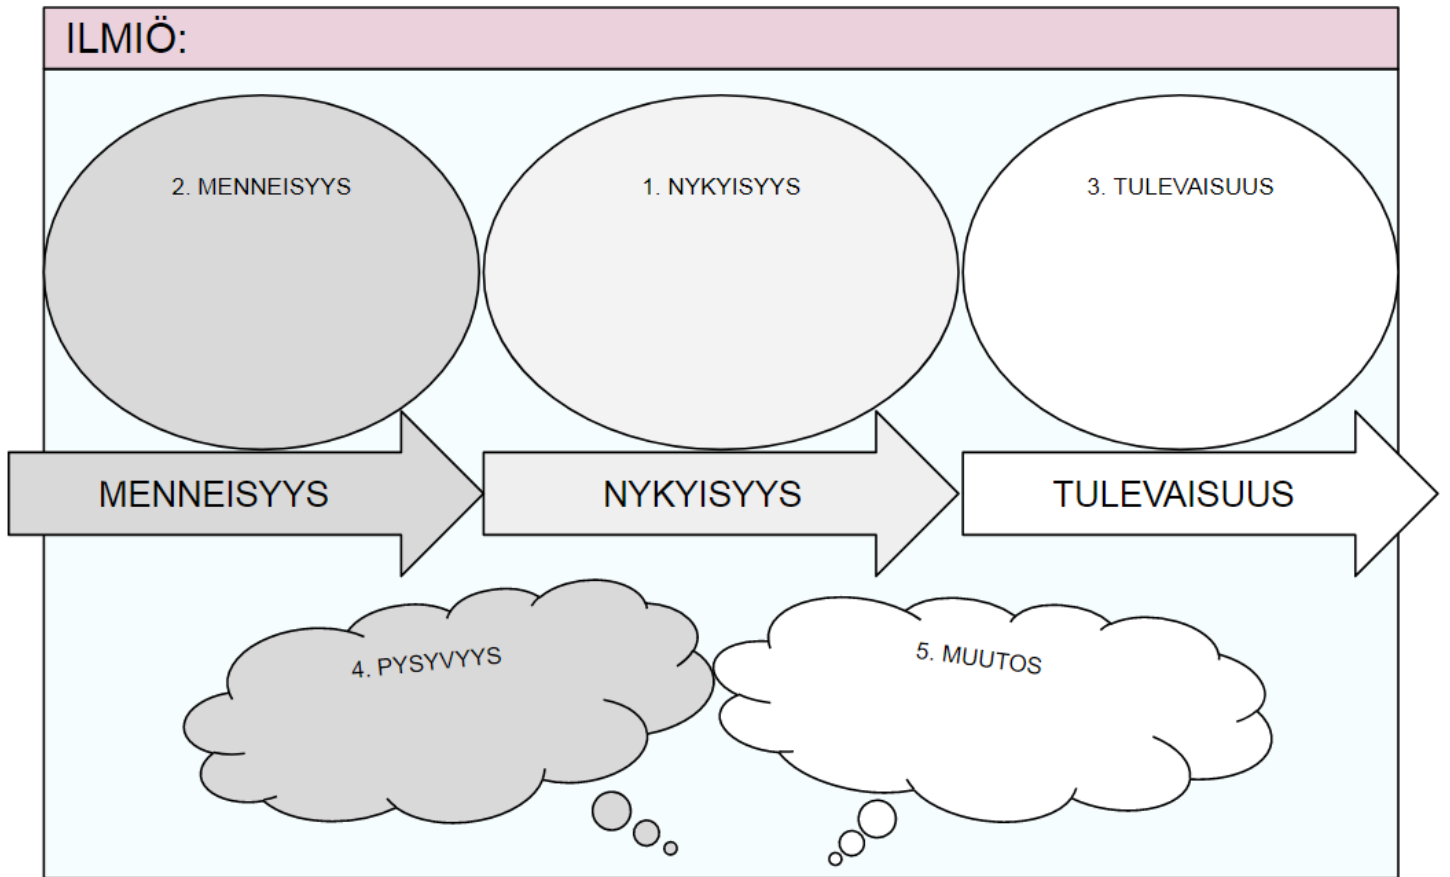 ILMIÖ:
2. MENNEISYYS
1. NYKYISYYS
3. TULEVAISUUS
MENNEISYYS
NYKYISYYS
TULEVAISUUS
4. PYSYVYYS
5. MUUTOS